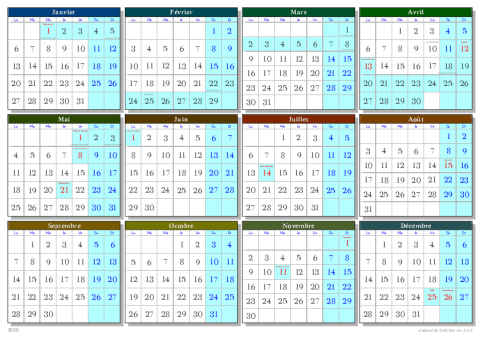 Janvier
Lu Ma Me Je Ve Sa Di
1 2 3 4 5
6 7 8 9 10 11 12
13 14 15 16 17 18 19
20 21 22 23 24 25 26
27 28 29 30 31
Février
Lu Ma Me Je Ve Sa Di
1 2
3 4 5 6 7 8 9
10 11 12 13 14 15 16
17 18 19 20 21 22 23
24 25 26 27 28 29
Mars
Lu Ma Me Je Ve Sa Di
1
2 3 4 5 6 7 8
9 10 11 12 13 14 15
16 17 18 19 20 21 22
23 24 25 26 27 28 29
30 31
Avril
Lu Ma Me Je Ve Sa Di
1 2 3 4 5
6 7 8 9 10 11 12
13 14 15 16 17 18 19
20 21 22 23 24 25 26
27 28 29 30
Mai
Lu Ma Me Je Ve Sa Di
1 2 3
4 5 6 7 8 9 10
11 12 13 14 15 16 17
18 19 20 21 22 23 24
25 26 27 28 29 30 31
Juin
Lu Ma Me Je Ve Sa Di
1 2 3 4 5 6 7
8 9 10 11 12 13 14
15 16 17 18 19 20 21
22 23 24 25 26 27 28
29 30
Juillet
Lu Ma Me Je Ve Sa Di
1 2 3 4 5
6 7 8 9 10 11 12
13 14 15 16 17 18 19
20 21 22 23 24 25 26
27 28 29 30 31
Août
Lu Ma Me Je Ve Sa Di
1 2
3 4 5 6 7 8 9
10 11 12 13 14 15 16
17 18 19 20 21 22 23
24 25 26 27 28 29 30
31
Septembre
Lu Ma Me Je Ve Sa Di
1 2 3 4 5 6
7 8 9 10 11 12 13
14 15 16 17 18 19 20
21 22 23 24 25 26 27
28 29 30
Octobre
Lu Ma Me Je Ve Sa Di
1 2 3 4
5 6 7 8 9 10 11
12 13 14 15 16 17 18
19 20 21 22 23 24 25
26 27 28 29 30 31
Novembre
Lu Ma Me Je Ve Sa Di
1
2 3 4 5 6 7 8
9 10 11 12 13 14 15
16 17 18 19 20 21 22
23 24 25 26 27 28 29
30
Décembre
Lu Ma Me Je Ve Sa Di
1 2 3 4 5 6
7 8 9 10 11 12 13
14 15 16 17 18 19 20
21 22 23 24 25 26 27
28 29 30 31
2020